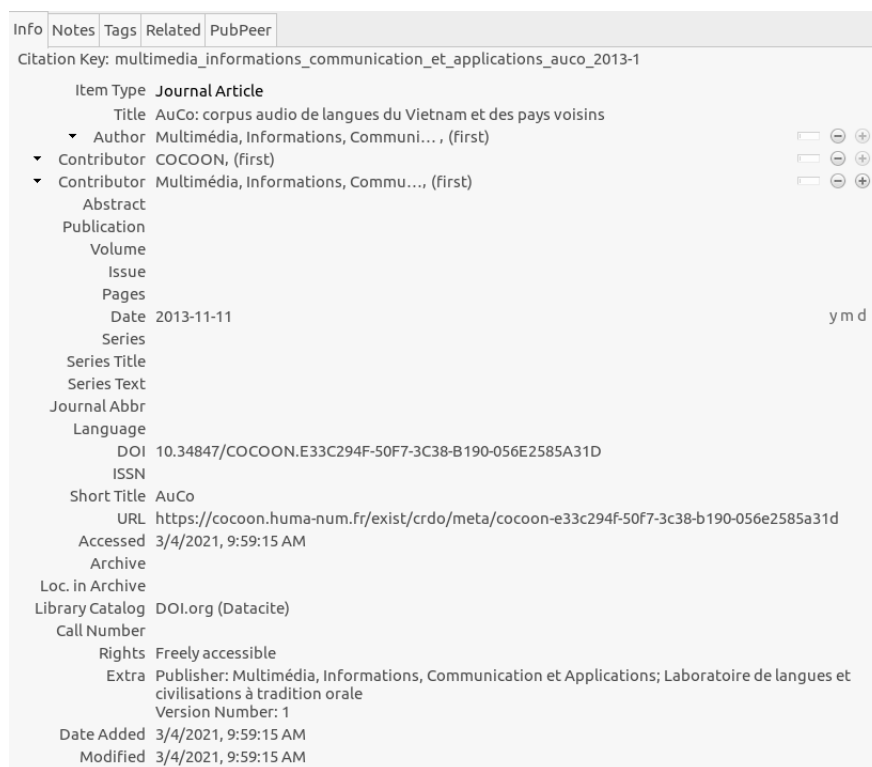 Info Notes Tags Related PubPeer
Citation Key: multimedia_informations_communication_et_applications_auco_2013-1
Item Type Journal Article
Title AuCo: corpus audio de langues du Vietnam et des pays voisins
Author Multimédia, Informations, Communi… , (first)
Contributor COCOON, (first)
Contributor Multimédia, Informations, Commu…, (first)
Abstract
Publication
Volume
Issue
Pages
Date 2013-11-11 y m d
Series
Series Title
Series Text
Journal Abbr
Language
DOI 10.34847/COCOON.E33C294F-50F7-3C38-B190-056E2585A31D
ISSN
Short Title AuCo
URL https://cocoon.huma-num.fr/exist/crdo/meta/cocoon-e33c294f-50f7-3c38-b190-056e2585a31d
Accessed 3/4/2021, 9:59:15 AM
Archive
Loc. in Archive
Library Catalog DOI.org (Datacite)
Call Number
Rights Freely accessible
Extra Publisher: Multimédia, Informations, Communication et Applications; Laboratoire de langues et
civilisations à tradition orale
Version Number: 1
Date Added 3/4/2021, 9:59:15 AM
Modified 3/4/2021, 9:59:15 AM